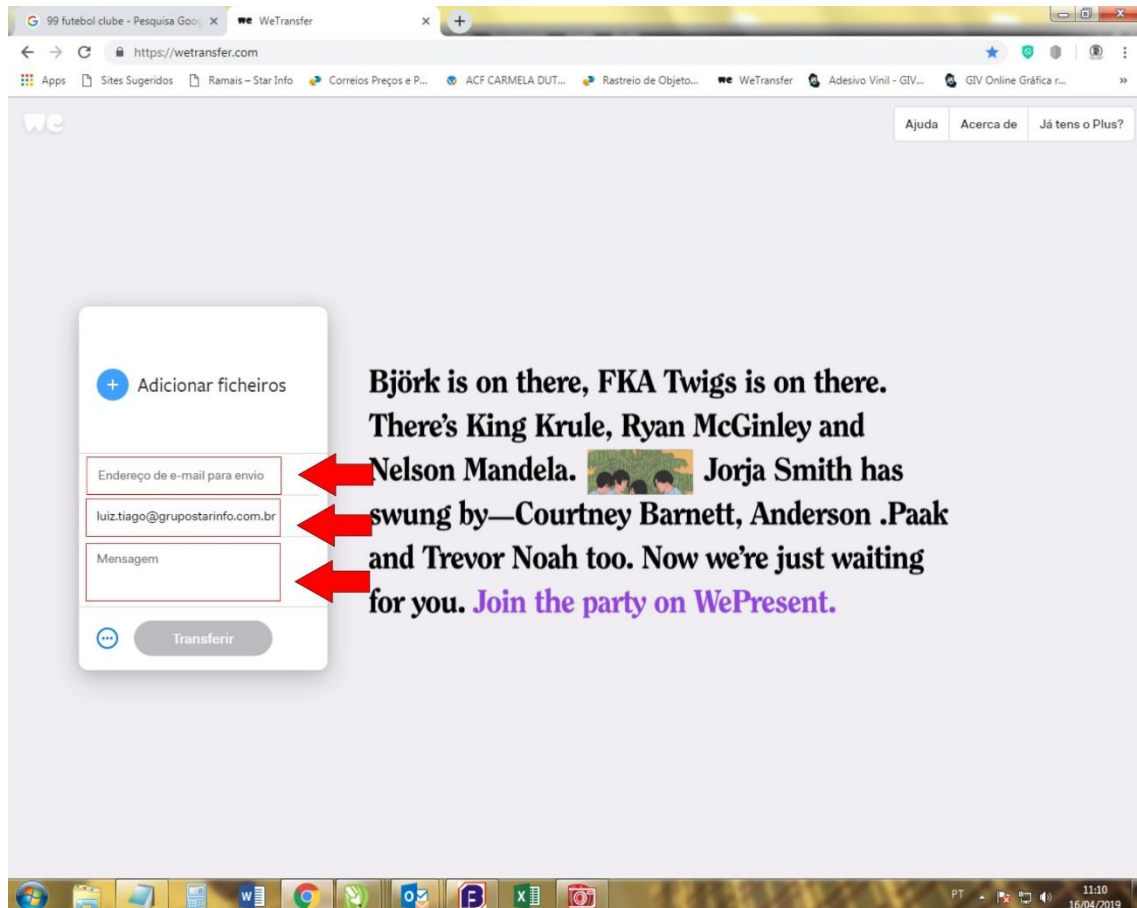 99 futebol clube - Pesquisa Goog
WeTransfer
https://wetransfer.com
Apps Sites Sugeridos Ramais – Star Info Correios Preços e P... ACF CARMELA DUT... Rastreio de Objeto... WeTransfer Adesivo Vinil - GIV... GIV Online Gráfica r... »
we
Ajuda Acerca de Já tens o Plus?
Adicionar ficheiros
Endereço de e-mail para envio
luiz.tiago@grupostarinfo.com.br
Mensagem
Transferir
Björk is on there, FKA Twigs is on there.
There’s King Krule, Ryan McGinley and
Nelson Mandela. Jorja Smith has
swung by—Courtney Barnett, Anderson .Paak
and Trevor Noah too. Now we’re just waiting
for you. Join the party on WePresent.
PT
11:10
16/04/2019